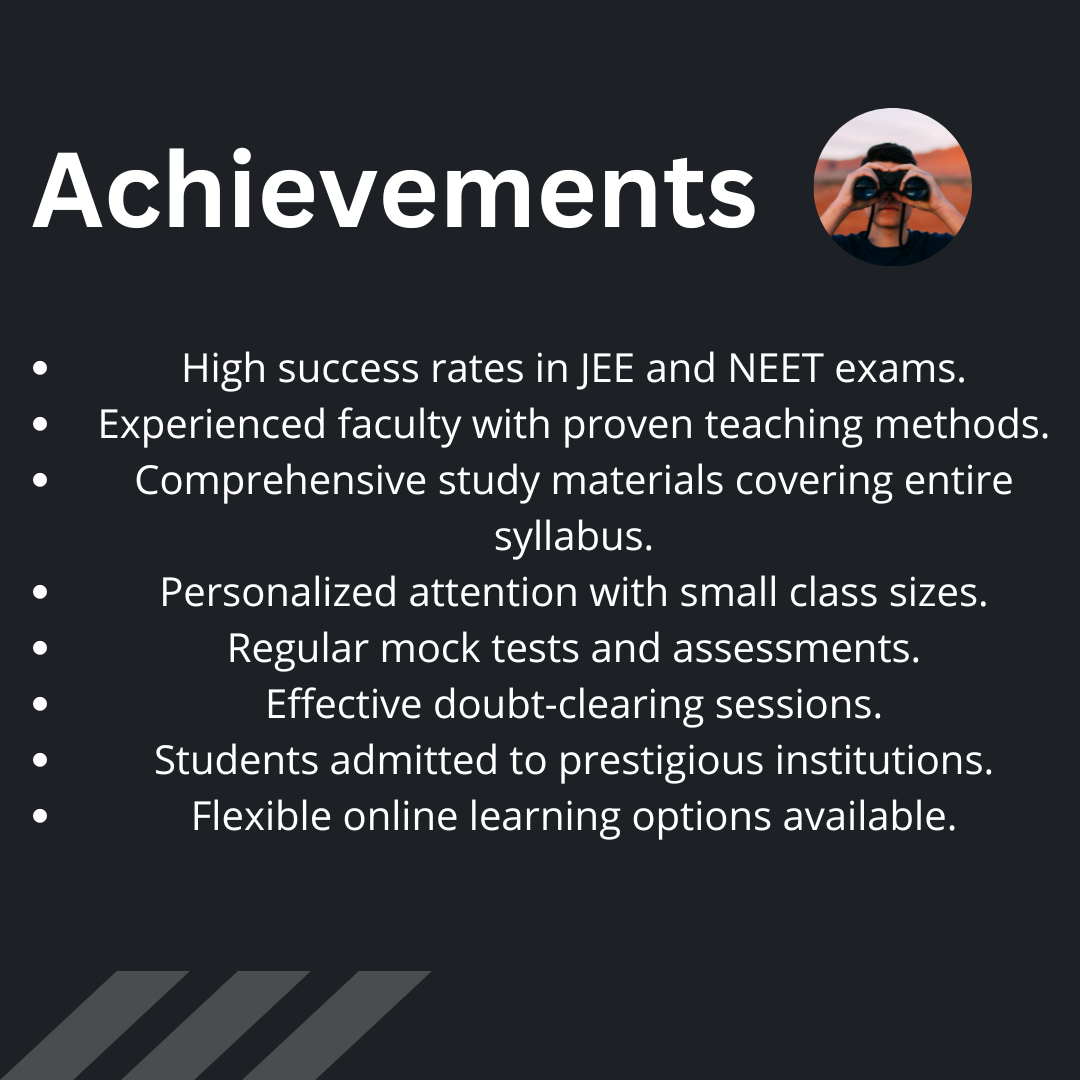 Achievements
• High success rates in JEE and NEET exams.
• Experienced faculty with proven teaching methods.
• Comprehensive study materials covering entire
syllabus.
• Personalized attention with small class sizes.
• Regular mock tests and assessments.
• Effective doubt-clearing sessions.
• Students admitted to prestigious institutions.
• Flexible online learning options available.